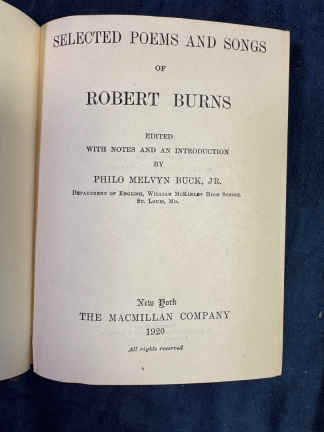 SELECTED POEMS AND SONGS
OF
ROBERT BURNS
EDITED
WITH NOTES AND AN INTRODUCTION
BY
PHILO MELVYN BUCK, JR.
DEPARTMENT OF ENGLISH, WILLIAM MCKINLEY HIGH SCHOOL
ST. LOUIS, MO.
New York
THE MACMILLAN COMPANY
1920
All rights reserved